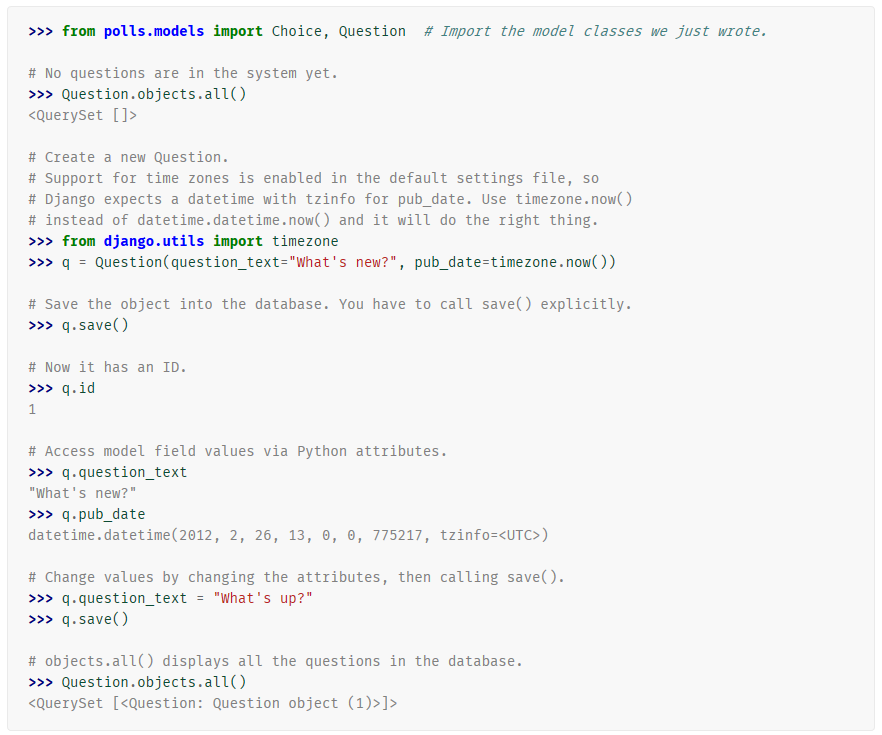 >>> from polls.models import Choice, Question  # Import the model classes we just wrote.
# No questions are in the system yet.
>>> Question.objects.all()
<QuerySet []>
# Create a new Question.
# Support for time zones is enabled in the default settings file, so
# Django expects a datetime with tzinfo for pub_date. Use timezone.now()
# instead of datetime.datetime.now() and it will do the right thing.
>>> from django.utils import timezone
>>> q = Question(question_text="What's new?", pub_date=timezone.now())
# Save the object into the database. You have to call save() explicitly.
>>> q.save()
# Now it has an ID.
>>> q.id
1
# Access model field values via Python attributes.
>>> q.question_text
"What's new?"
>>> q.pub_date
datetime.datetime(2012, 2, 26, 13, 0, 0, 775217, tzinfo=<UTC>)
# Change values by changing the attributes, then calling save().
>>> q.question_text = "What's up?"
>>> q.save()
# objects.all() displays all the questions in the database.
>>> Question.objects.all()
<QuerySet [<Question: Question object (1)>]>